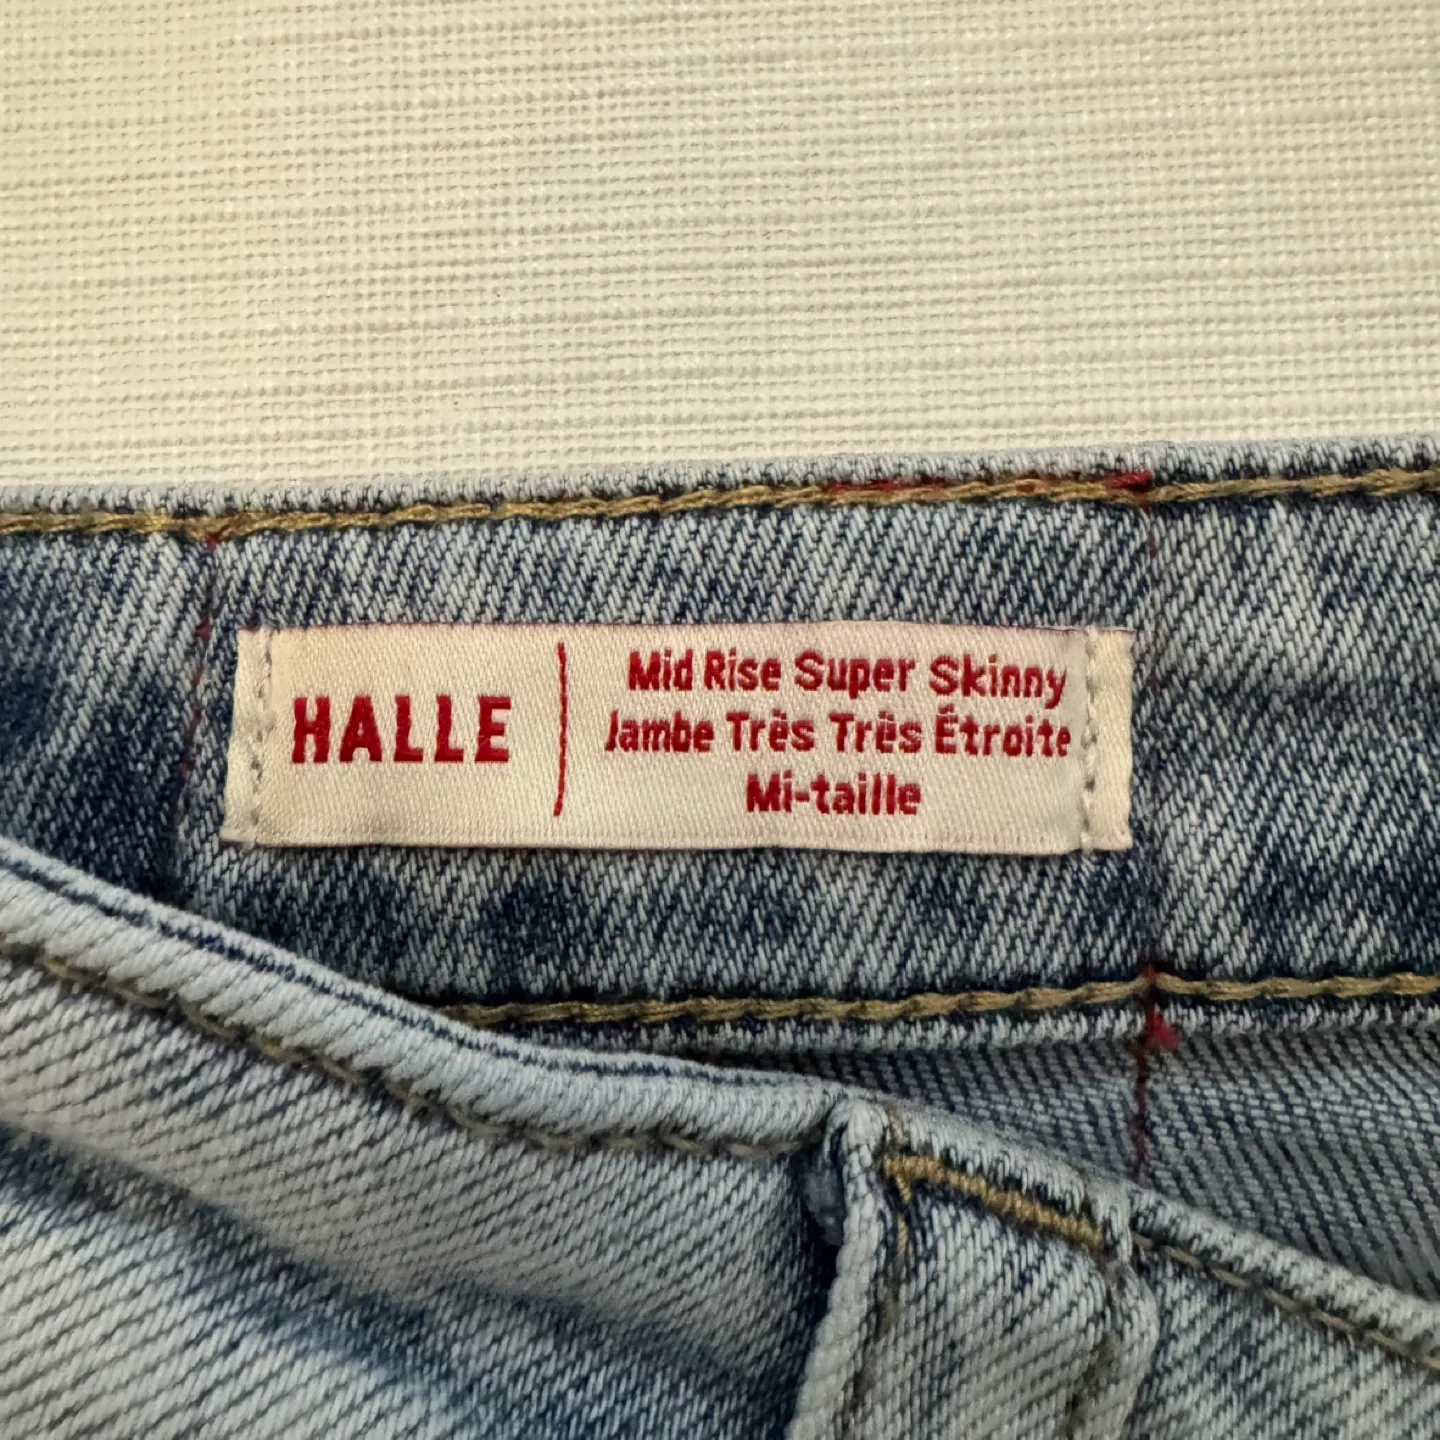 HALLE
Mid Rise Super Skinny
Jambe Très Très Étroite
Mi-taille